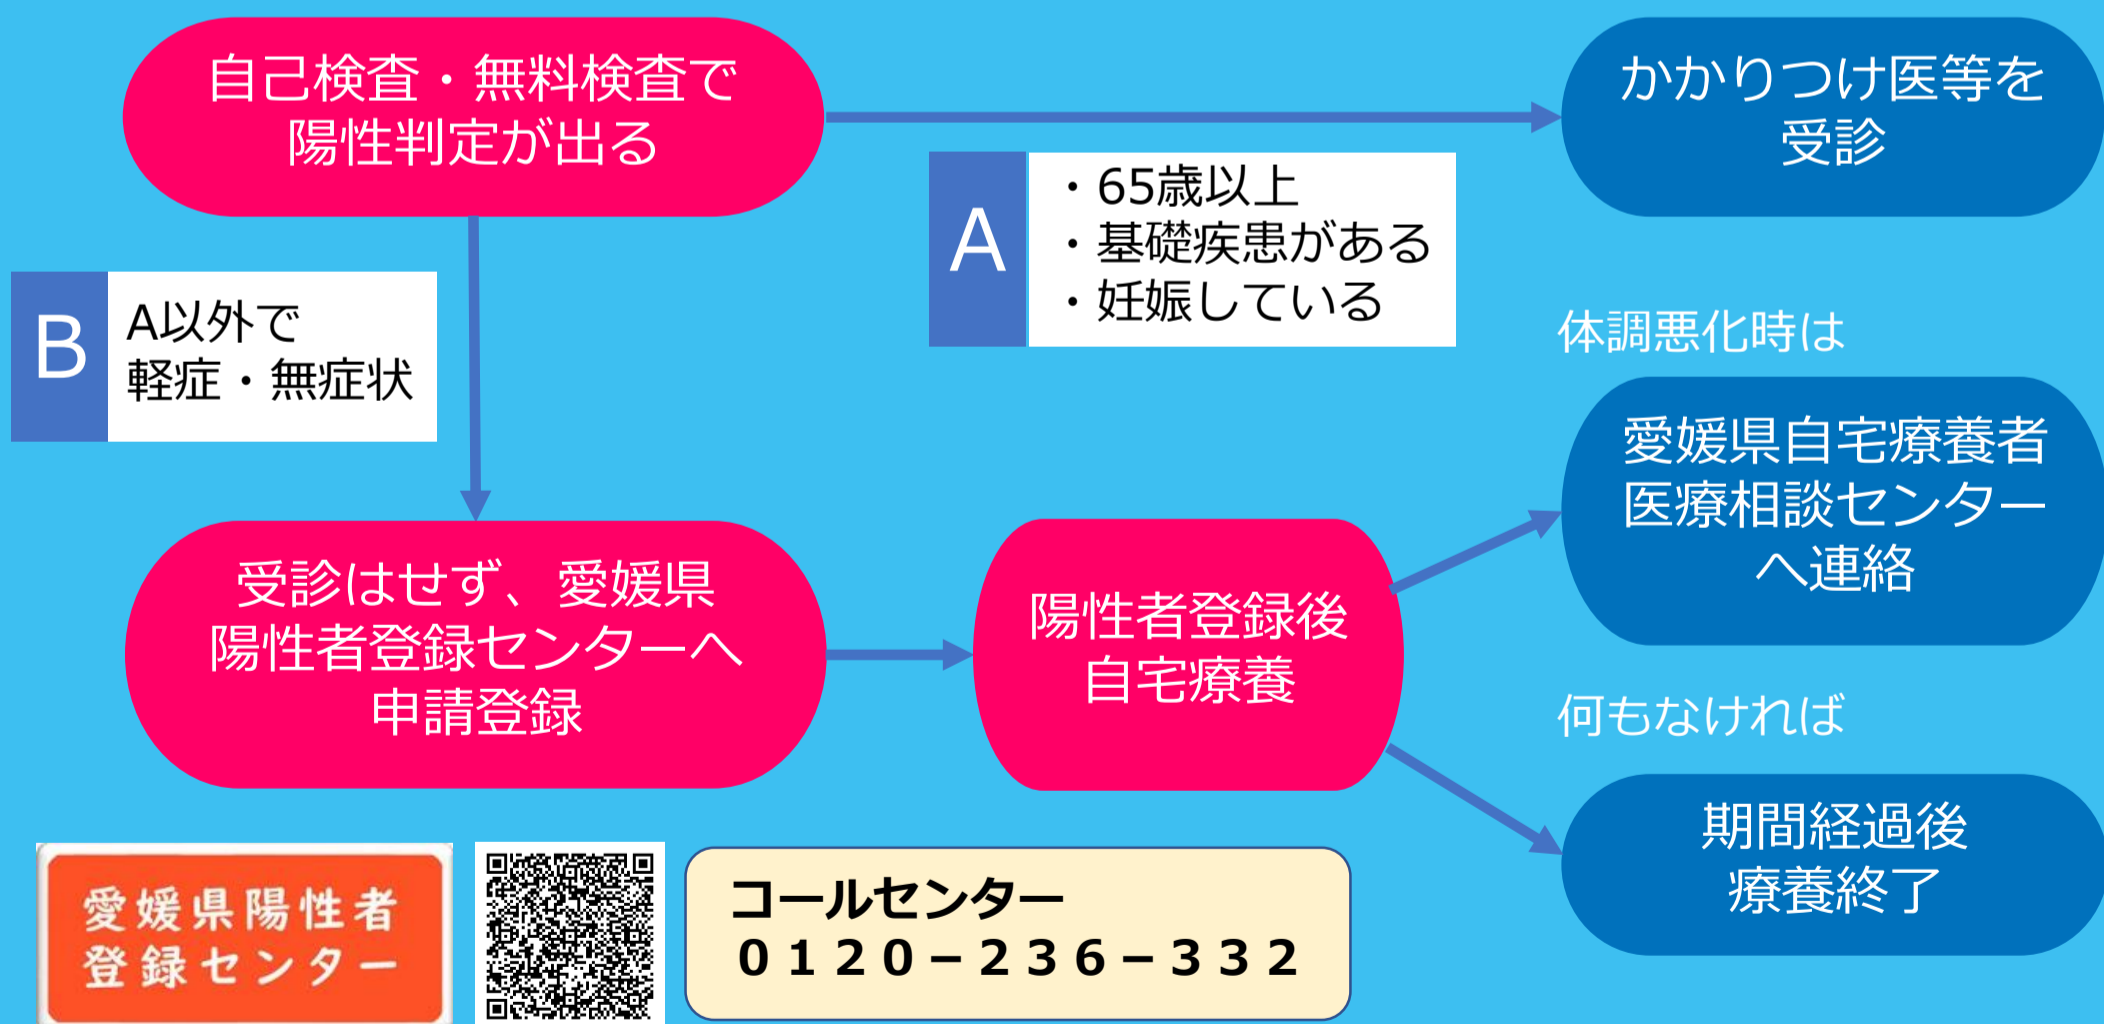 自己検査・無料検査で
陽性判定が出る
かかりつけ医等を
受診
A
・65歳以上
・基礎疾患がある
・妊娠している
B
A以外で
軽症・無症状
体調悪化時は
愛媛県自宅療養者
医療相談センター
へ連絡
受診はせず、愛媛県
陽性者登録センターへ
申請登録
陽性者登録後
自宅療養
何もなければ
期間経過後
療養終了
愛媛県陽性者
登録センター
コールセンター
０１２０－２３６－３３２